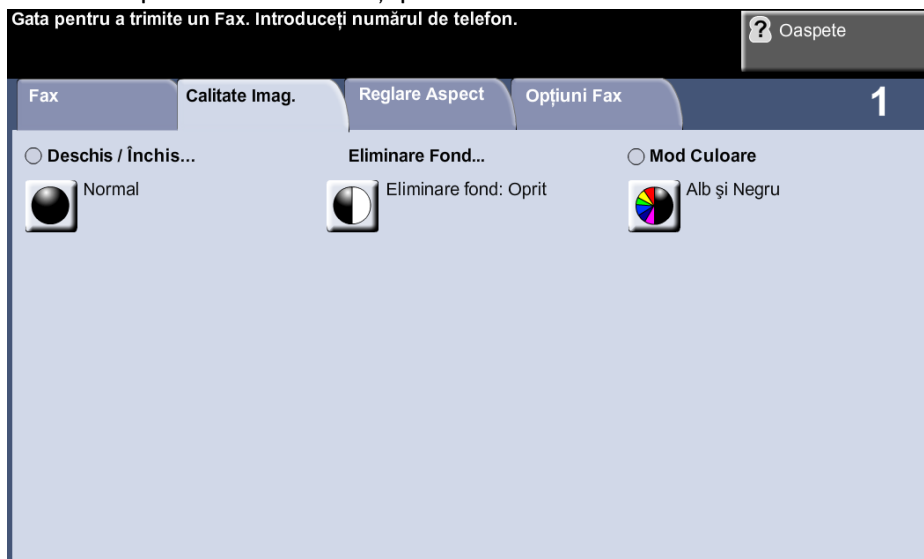 Gata pentru a trimite un Fax. Introduceți numărul de telefon.
? Oaspete
Fax
Calitate Imag.
Reglare Aspect
Opțiuni Fax
1
Deschis / Închis...
Eliminare Fond...
Mod Culoare
Normal
Eliminare fond: Oprit
Alb şi Negru